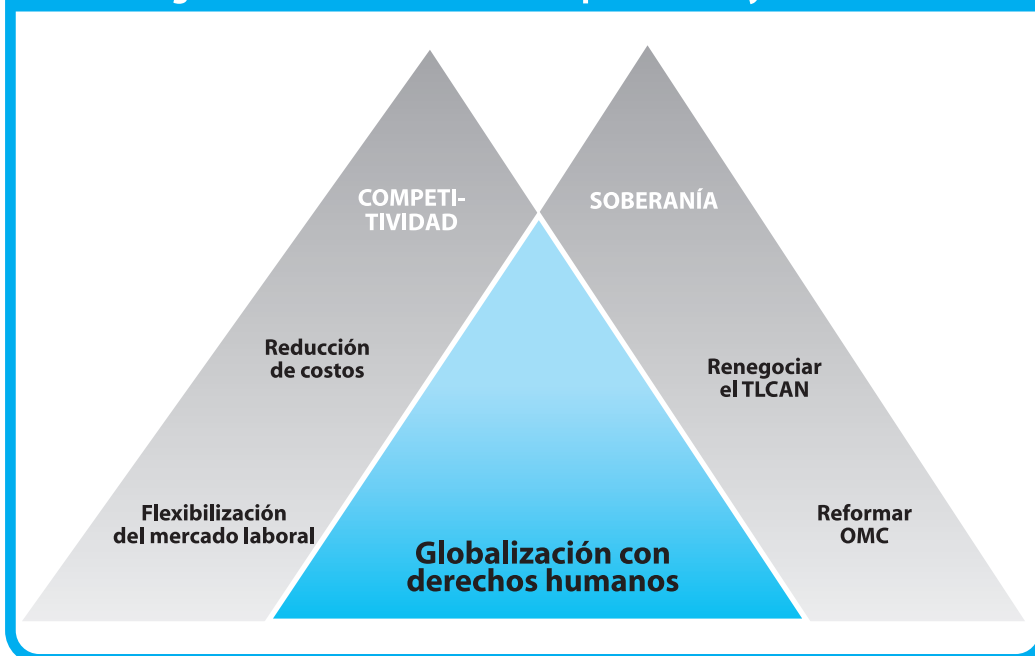 COMPETI-
TIVIDAD
SOBERANÍA
Reducción
de costos
Renegociar
el TLCAN
Flexibilización
del mercado laboral
Reformar
OMC
Globalización con
derechos humanos